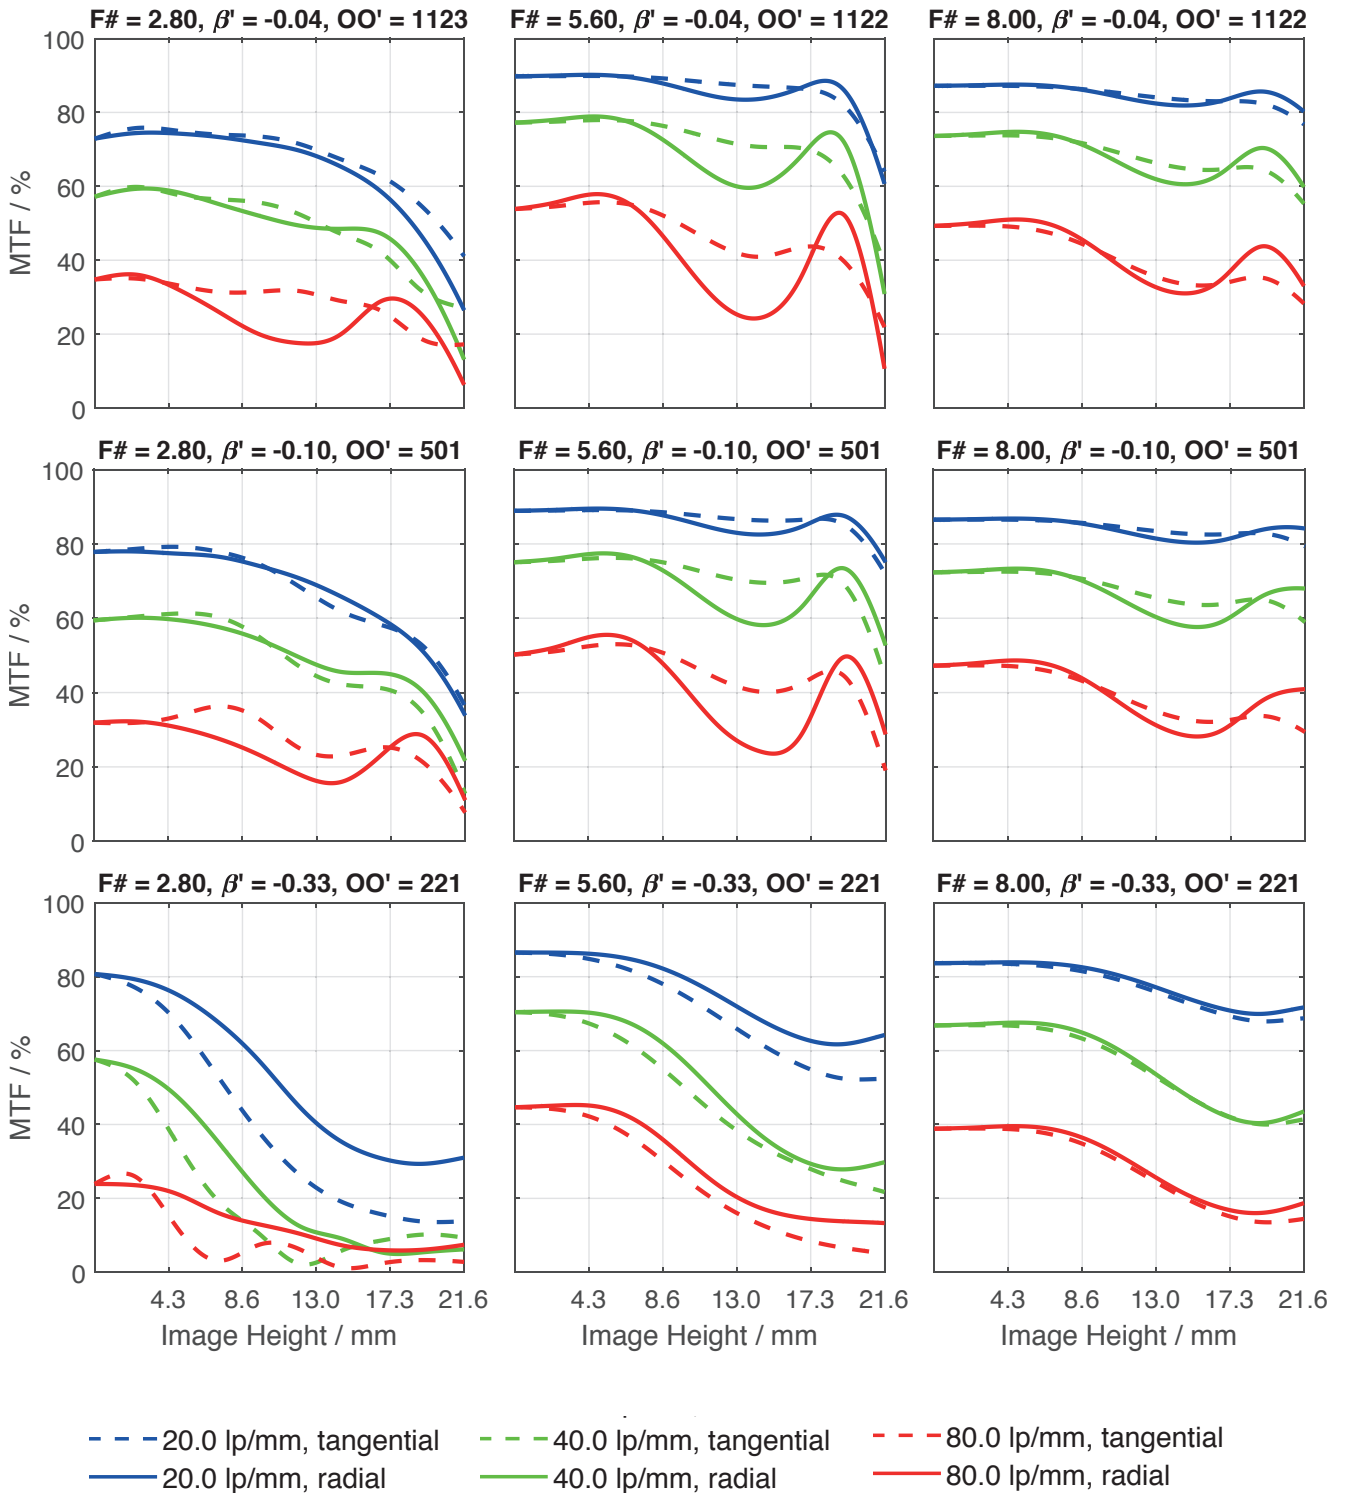 F# = 2.80, β' = -0.04, OO' = 1123
F# = 5.60, β' = -0.04, OO' = 1122
F# = 8.00, β' = -0.04, OO' = 1122
100
80
60
40
20
0
MTF / %
F# = 2.80, β' = -0.10, OO' = 501
F# = 5.60, β' = -0.10, OO' = 501
F# = 8.00, β' = -0.10, OO' = 501
100
80
60
40
20
0
MTF / %
F# = 2.80, β' = -0.33, OO' = 221
F# = 5.60, β' = -0.33, OO' = 221
F# = 8.00, β' = -0.33, OO' = 221
100
80
60
40
20
0
MTF / %
4.3 8.6 13.0 17.3 21.6
4.3 8.6 13.0 17.3 21.6
4.3 8.6 13.0 17.3 21.6
Image Height / mm
Image Height / mm
Image Height / mm
20.0 lp/mm, tangential
40.0 lp/mm, tangential
80.0 lp/mm, tangential
20.0 lp/mm, radial
40.0 lp/mm, radial
80.0 lp/mm, radial